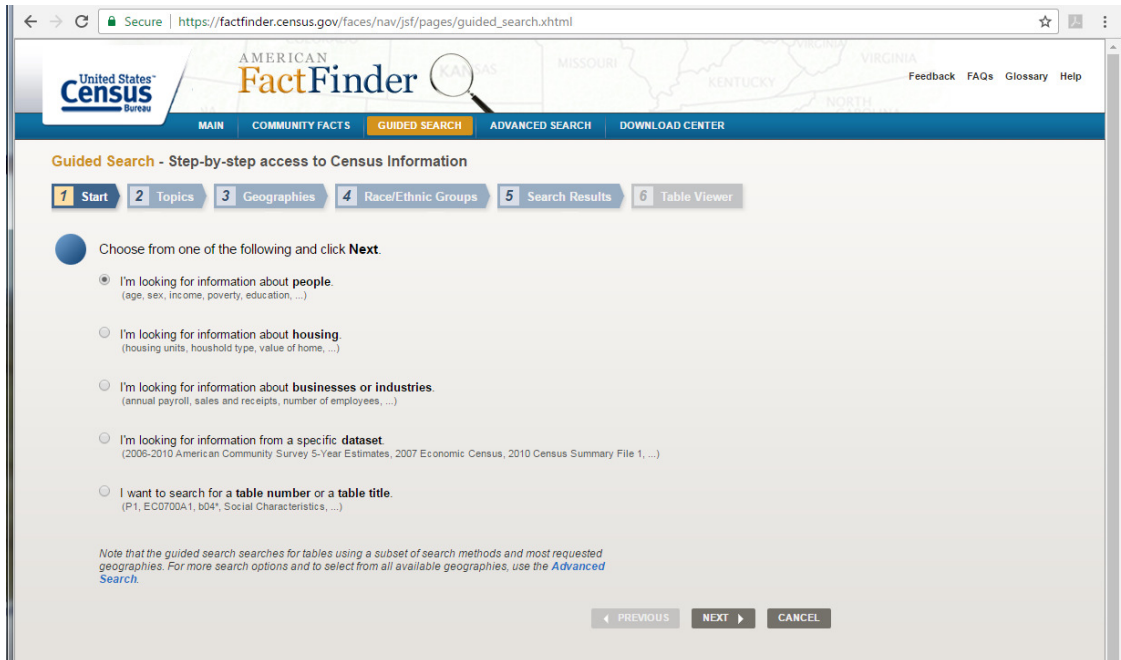 Secure | https://factfinder.census.gov/faces/nav/jsf/pages/guided_search.xhtml
United States™
Census
Bureau
AMERICAN
FactFinder
KANSAS
MISSOURI
KENTUCKY
VIRGINIA
NORTH
Feedback FAQs Glossary Help
MAIN COMMUNITY FACTS GUIDED SEARCH ADVANCED SEARCH DOWNLOAD CENTER
Guided Search - Step-by-step access to Census Information
1 Start 2 Topics 3 Geographies 4 Race/Ethnic Groups 5 Search Results 6 Table Viewer
Choose from one of the following and click Next.
I'm looking for information about people.
(age, sex, income, poverty, education, ...)
I'm looking for information about housing.
(housing units, houshold type, value of home, ...)
I'm looking for information about businesses or industries.
(annual payroll, sales and receipts, number of employees, ...)
I'm looking for information from a specific dataset.
(2006-2010 American Community Survey 5-Year Estimates, 2007 Economic Census, 2010 Census Summary File 1, ...)
I want to search for a table number or a table title.
(P1, EC0700A1, b04*, Social Characteristics, ...)
Note that the guided search searches for tables using a subset of search methods and most requested
geographies. For more search options and to select from all available geographies, use the Advanced
Search.
PREVIOUS NEXT CANCEL